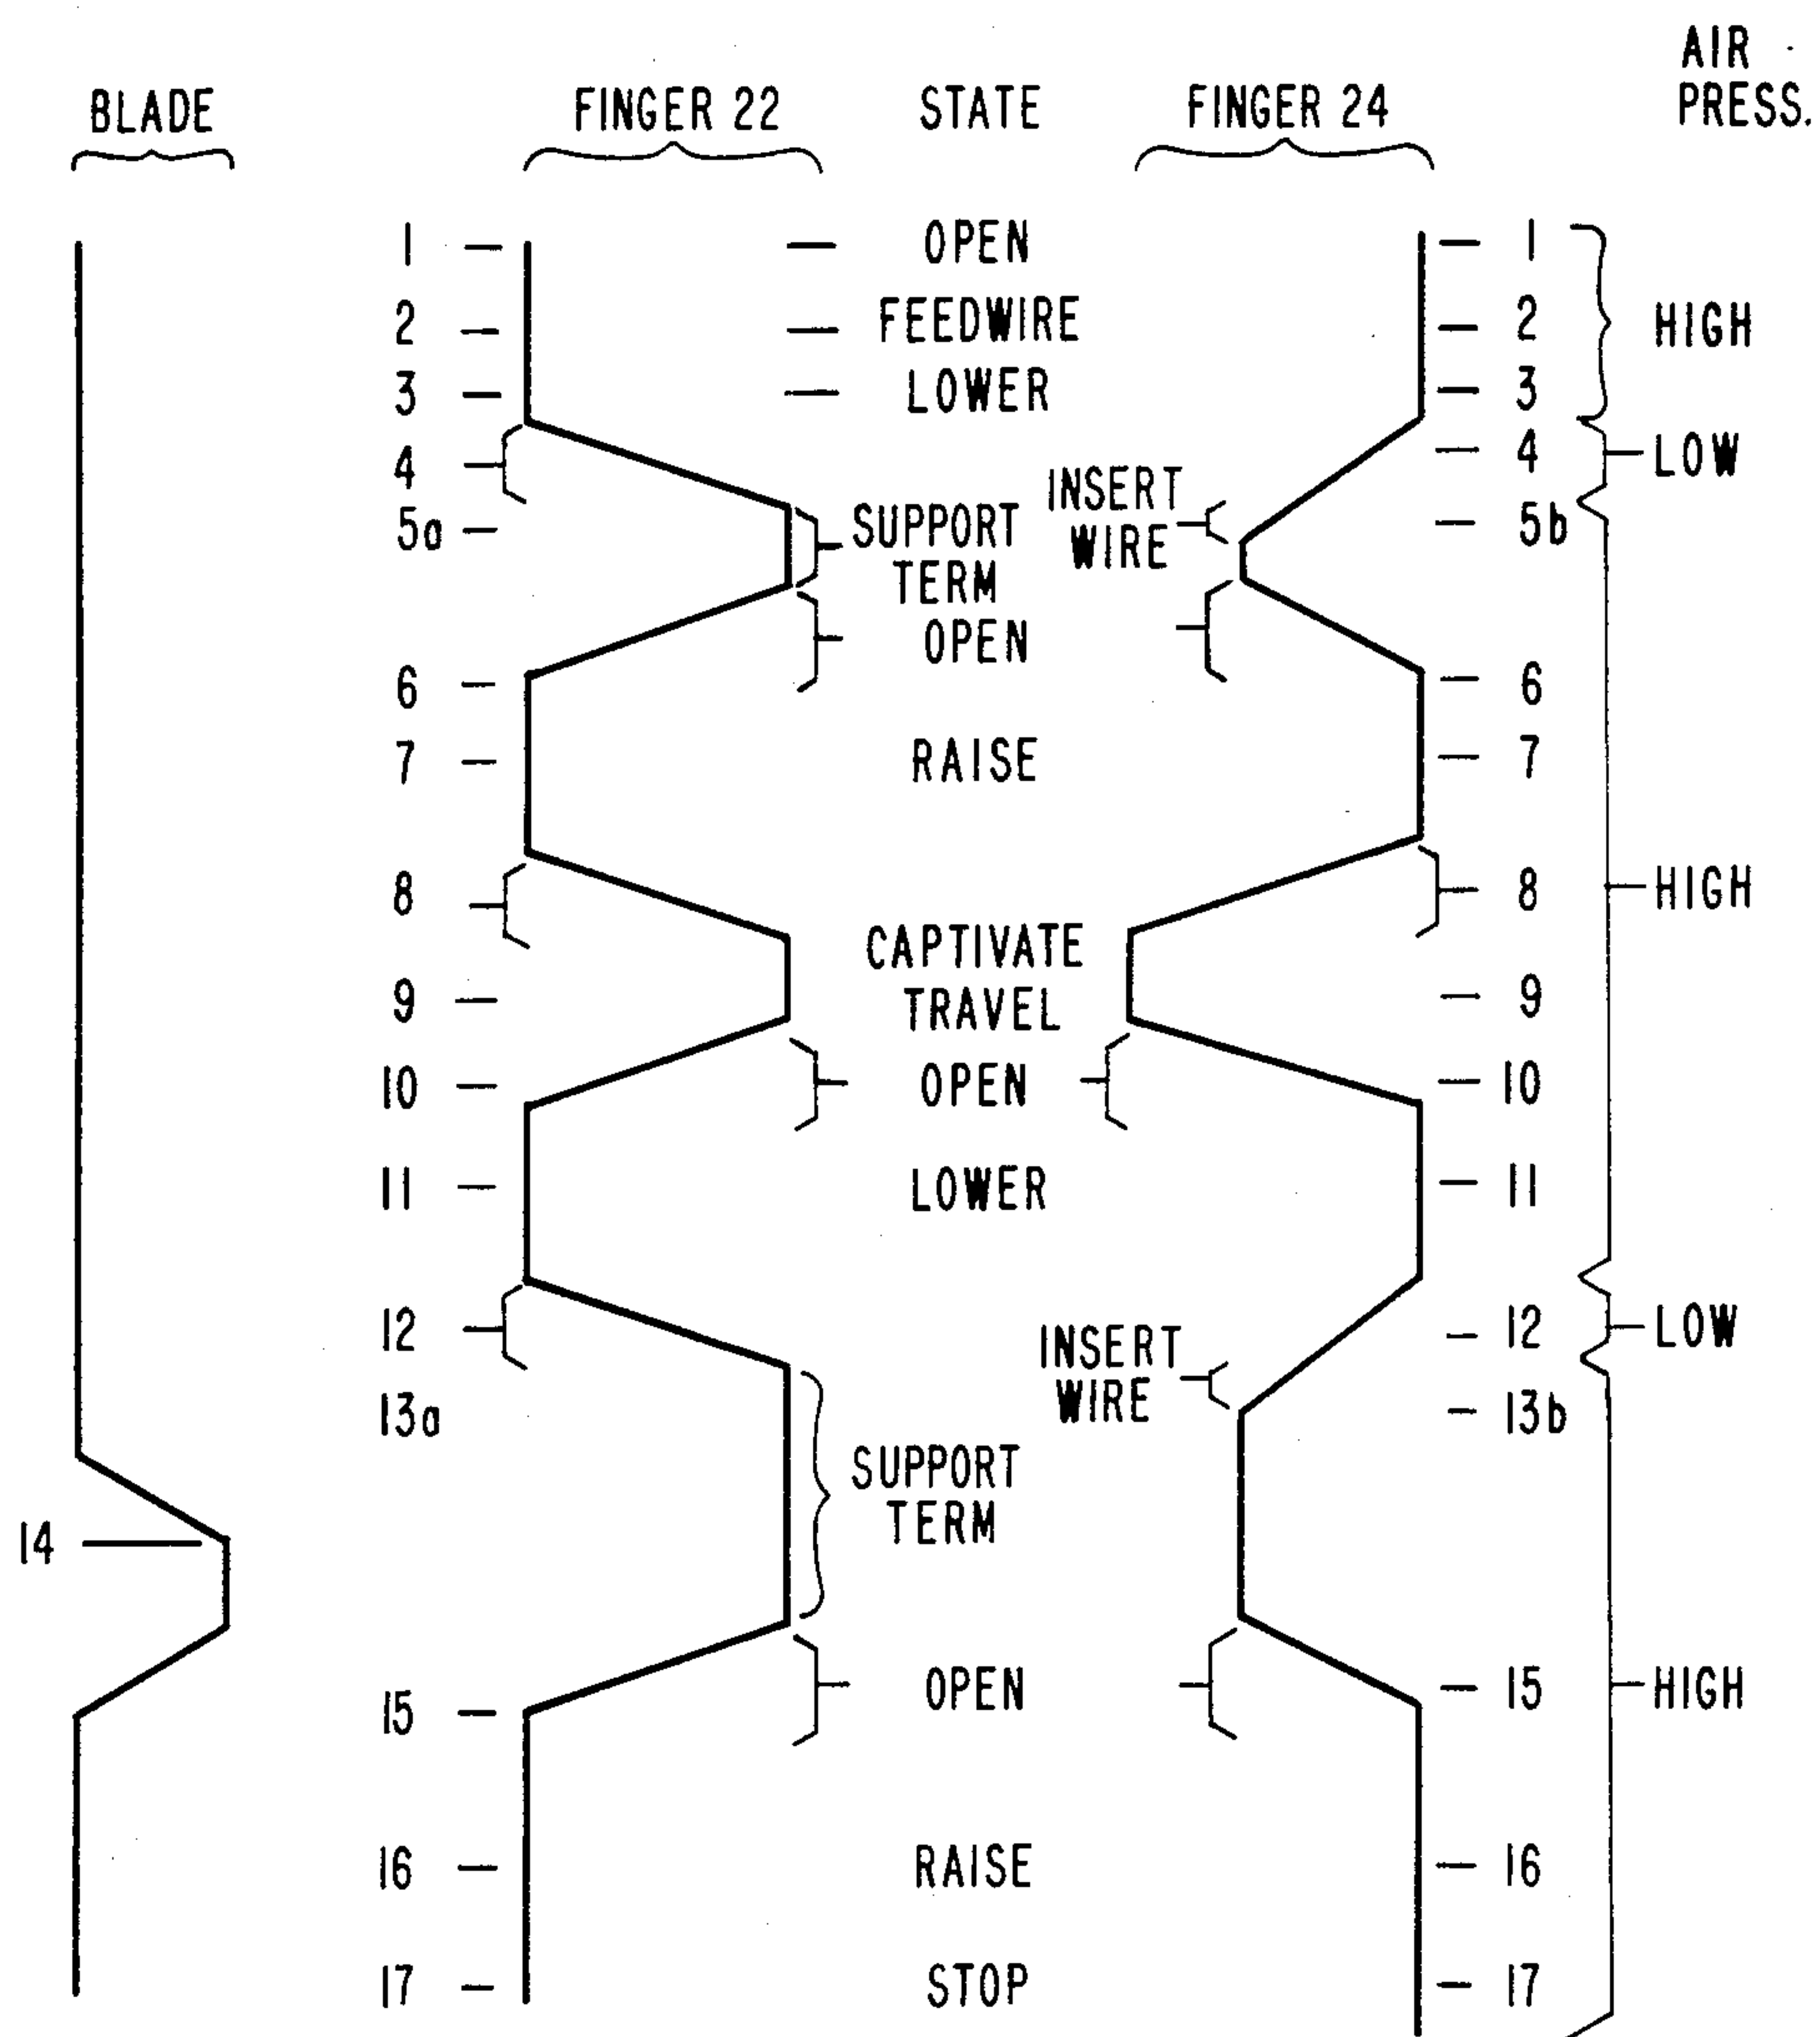 AIR
PRESS.
BLADE
FINGER 22
STATE
FINGER 24
1 OPEN 1
2 FEEDWIRE 2 HIGH
3 LOWER 3
4 4 LOW
INSERT
WIRE
5a SUPPORT
TERM
5b
OPEN
6 6
7 RAISE 7
8 8 HIGH
CAPTIVATE
9 TRAVEL 9
10 OPEN 10
11 LOWER 11
12 12 LOW
INSERT
WIRE
13a 13b
SUPPORT
TERM
14
15 OPEN 15 HIGH
16 RAISE 16
17 STOP 17